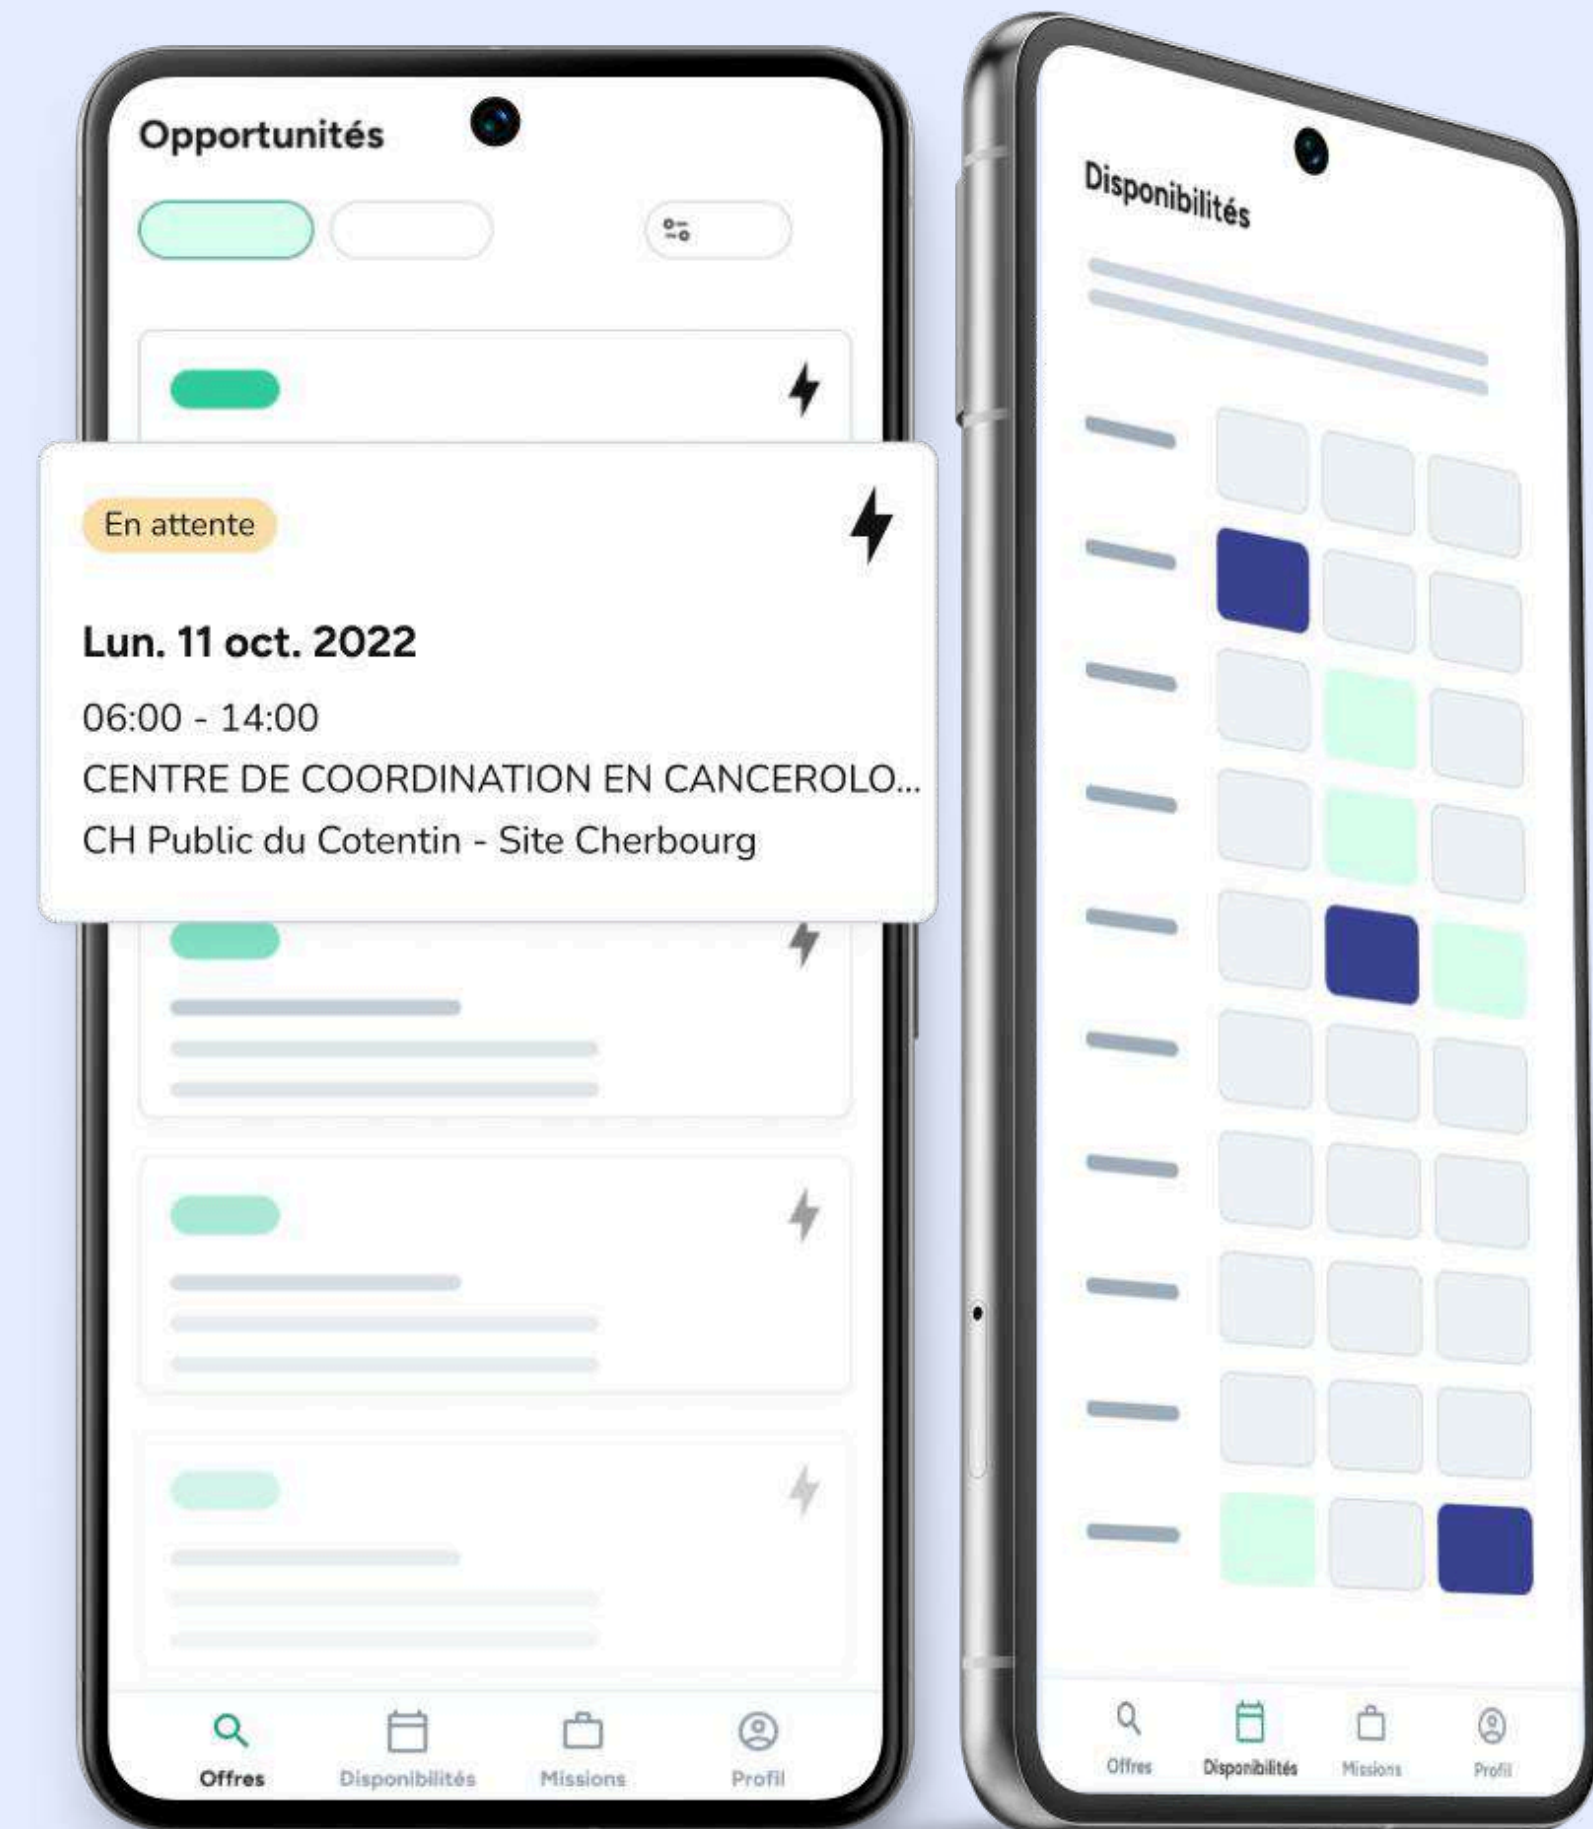 Opportunités
En attente
Lun. 11 oct. 2022
06:00 - 14:00
CENTRE DE COORDINATION EN CANCEROLO...
CH Public du Cotentin - Site Cherbourg
Offres
Disponibilités
Missions
Profil
Disponibilités
Offres
Disponibilités
Missions
Profil